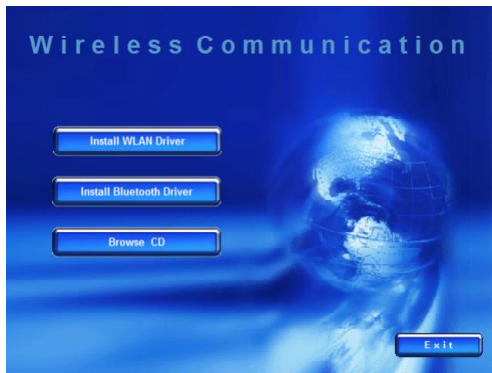 Wireless Communication
Install WLAN Driver
Install Bluetooth Driver
Browse CD
Exit